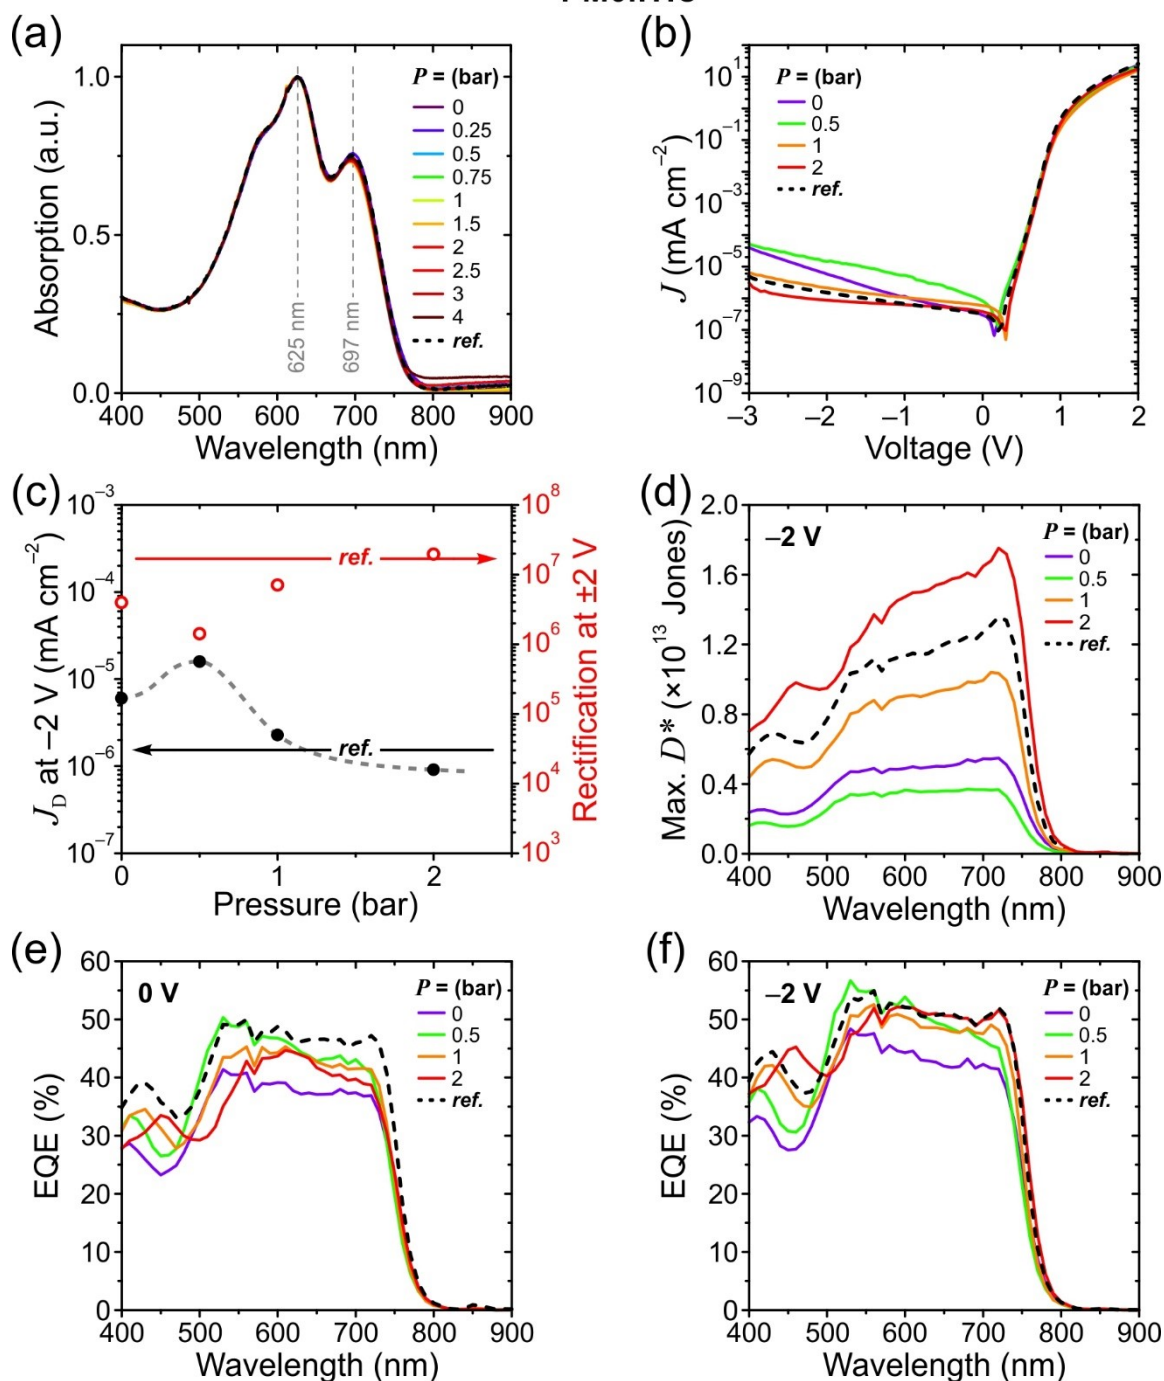 (a)
Absorption (a.u.)
1.0
0.5
0.0
P = (bar)
0
0.25
0.5
0.75
1
1.5
2
2.5
3
4
ref.
625 nm
697 nm
400 500 600 700 800 900
Wavelength (nm)
(b)
J (mA cm⁻²)
10¹
10⁻¹
10⁻³
10⁻⁵
10⁻⁷
10⁻⁹
P = (bar)
0
0.5
1
2
ref.
–3 –2 –1 0 1 2
Voltage (V)
(c)
J_D at –2 V (mA cm⁻²)
10⁻³
10⁻⁴
10⁻⁵
10⁻⁶
10⁻⁷
ref.
ref.
10⁸
10⁷
10⁶
10⁵
10⁴
10³
Rectification at ±2 V
0 1 2
Pressure (bar)
(d)
Max. D* (×10¹³ Jones)
2.0
1.6
1.2
0.8
0.4
0.0
–2 V
P = (bar)
0
0.5
1
2
ref.
400 500 600 700 800 900
Wavelength (nm)
(e)
EQE (%)
60
50
40
30
20
10
0
0 V
P = (bar)
0
0.5
1
2
ref.
400 500 600 700 800 900
Wavelength (nm)
(f)
EQE (%)
60
50
40
30
20
10
0
–2 V
P = (bar)
0
0.5
1
2
ref.
400 500 600 700 800 900
Wavelength (nm)